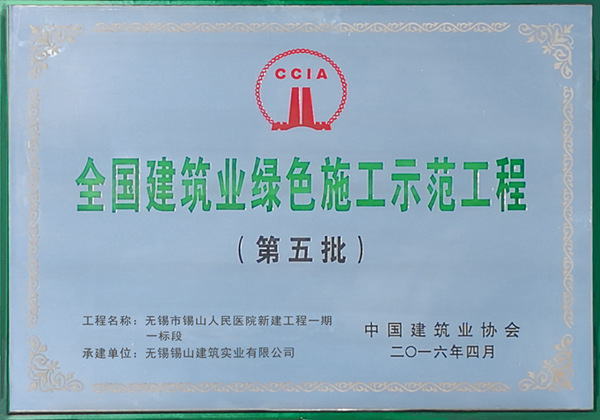 CCIA
全国建筑业绿色施工示范工程
（第五批）
工程名称：无锡市锡山人民医院新建工程一期
一标段
承建单位：无锡锡山建筑实业有限公司
中国建筑业协会
二〇一六年四月